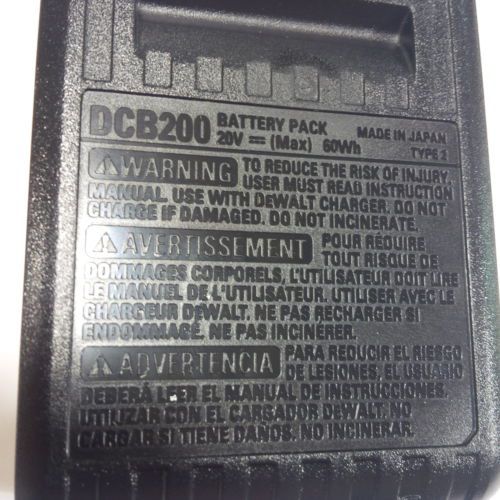 DCB200 BATTERY PACK
20V ⎓ (Max) 60Wh
MADE IN JAPAN
TYPE 2
⚠ WARNING TO REDUCE THE RISK OF INJURY,
USER MUST READ INSTRUCTION
MANUAL. USE WITH DEWALT CHARGER. DO NOT
CHARGE IF DAMAGED. DO NOT INCINERATE.
⚠ AVERTISSEMENT POUR RÉDUIRE
TOUT RISQUE DE
DOMMAGES CORPORELS, L'UTILISATEUR DOIT LIRE
LE MANUEL DE L'UTILISATEUR. UTILISER AVEC LE
CHARGEUR DEWALT. NE PAS RECHARGER SI
ENDOMMAGÉ. NE PAS INCINERER.
⚠ ADVERTENCIA PARA REDUCIR EL RIESGO
DE LESIONES, EL USUARIO
DEBERÁ LEER EL MANUAL DE INSTRUCCIONES.
UTILIZAR CON EL CARGADOR DEWALT. NO
CARGAR SI TIENE DAÑOS. NO INCINERAR.